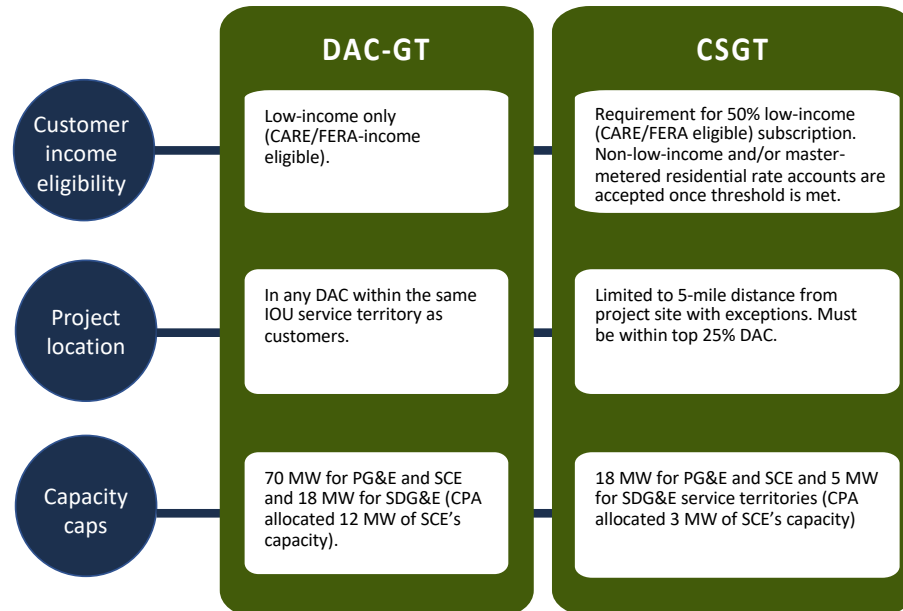 DAC-GT
CSGT
Customer
income
eligibility
Low-income only
(CARE/FERA-income
eligible).
Requirement for 50% low-income
(CARE/FERA eligible) subscription.
Non-low-income and/or master-
metered residential rate accounts are
accepted once threshold is met.
Project
location
In any DAC within the same
IOU service territory as
customers.
Limited to 5-mile distance from
project site with exceptions. Must
be within top 25% DAC.
Capacity
caps
70 MW for PG&E and SCE
and 18 MW for SDG&E (CPA
allocated 12 MW of SCE’s
capacity).
18 MW for PG&E and SCE and 5 MW
for SDG&E service territories (CPA
allocated 3 MW of SCE’s capacity)